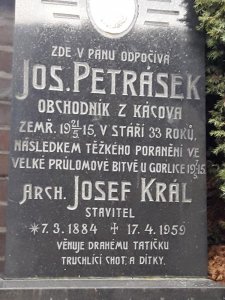 ZDE V PÁNU ODPOČÍVÁ
JOS. PETRÁSEK
OBCHODNÍK Z KÁCOVA
ZEMŘ. 19 21/5 15, V STÁŘÍ 33 ROKŮ,
NÁSLEDKEM TĚŽKÉHO PORANĚNÍ VE
VELKÉ PRŮLOMOVÉ BITVĚ U GORLICE 19 7/5 15.
ARCH. JOSEF KRÁL
STAVITEL
*7. 3. 1884 ✝ 17. 4. 1959
VĚNUJE DRAHÉMU TATÍČKU
TRUCHLÍCÍ CHOŤ A DÍTKY.